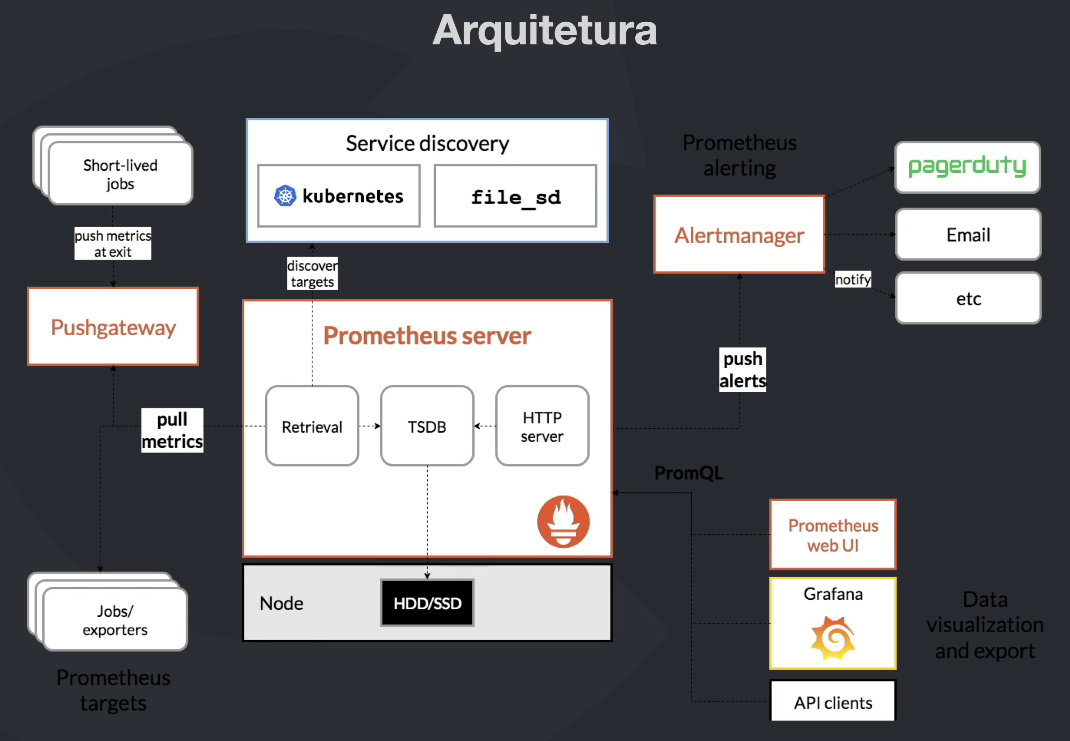 Arquitetura
Short-lived
jobs
push metrics
at exit
Pushgateway
pull
metrics
Jobs/
exporters
Prometheus
targets
Service discovery
kubernetes
file_sd
discover
targets
Prometheus server
Retrieval
TSDB
HTTP
server
Node
HDD/SSD
Prometheus
alerting
Alertmanager
pagerduty
Email
etc
notify
push
alerts
PromQL
Prometheus
web UI
Grafana
API clients
Data
visualization
and export